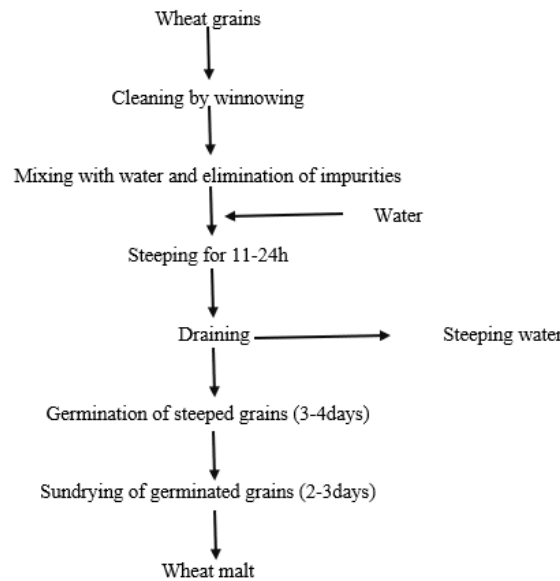 Wheat grains
Cleaning by winnowing
Mixing with water and elimination of impurities
Water
Steeping for 11-24h
Draining
Steeping water
Germination of steeped grains (3-4days)
Sundrying of germinated grains (2-3days)
Wheat malt